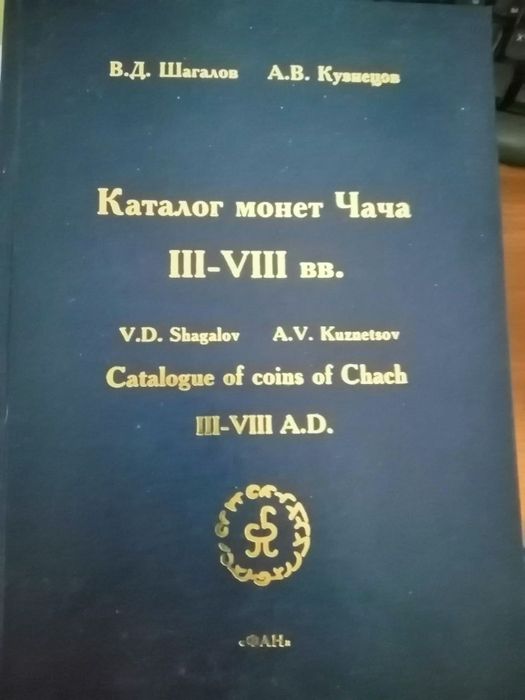 В.Д. Шагалов А.В. Кузнецов
Каталог монет Чача
III-VIII вв.
V.D. Shagalov A.V. Kuznetsov
Catalogue of coins of Chach
III-VIII A.D.
«ФАН»